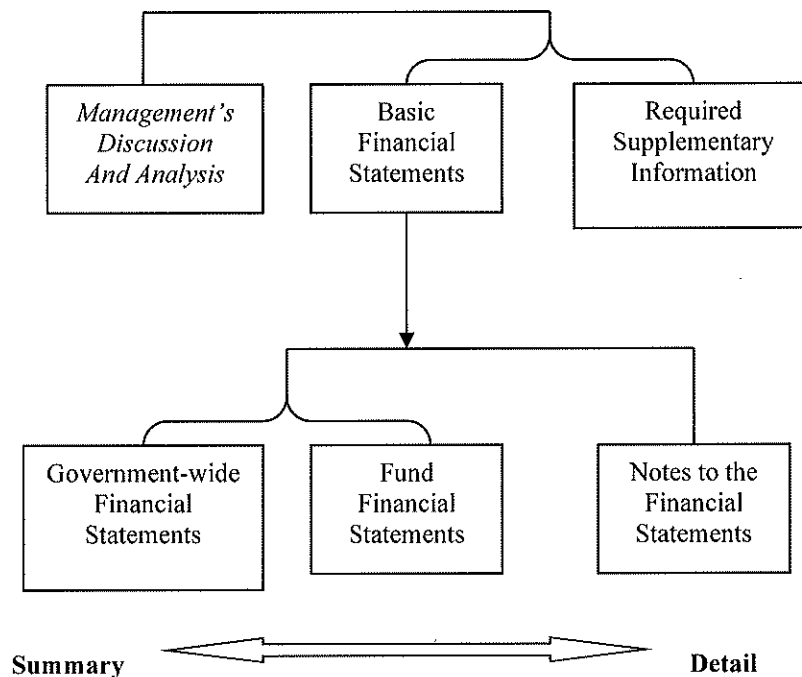 Management's
Discussion
And Analysis
Basic
Financial
Statements
Required
Supplementary
Information
Government-wide
Financial
Statements
Fund
Financial
Statements
Notes to the
Financial
Statements
Summary
Detail